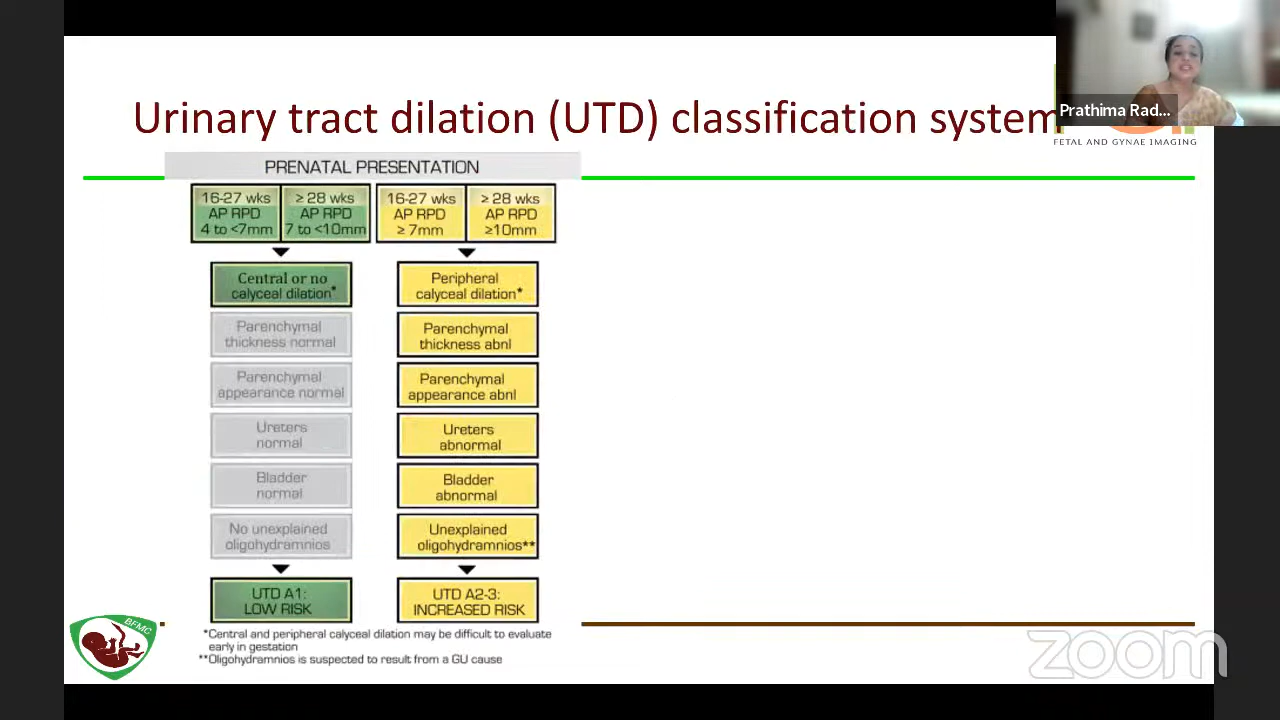 Prathima Rad...
Urinary tract dilation (UTD) classification system
FETAL AND GYNAE IMAGING
PRENATAL PRESENTATION
16-27 wks
AP RPD
4 to <7mm
≥ 28 wks
AP RPD
7 to <10mm
16-27 wks
AP RPD
≥ 7mm
≥ 28 wks
AP RPD
≥10mm
Central or no
calyceal dilation*
Peripheral
calyceal dilation*
Parenchymal
thickness normal
Parenchymal
thickness abnl
Parenchymal
appearance normal
Parenchymal
appearance abnl
Ureters
normal
Ureters
abnormal
Bladder
normal
Bladder
abnormal
No unexplained
oligohydramnios
Unexplained
oligohydramnios**
UTD A1:
LOW RISK
UTD A2-3:
INCREASED RISK
*Central and peripheral calyceal dilation may be difficult to evaluate
early in gestation
**Oligohydramnios is suspected to result from a GU cause
BFMC
zoom